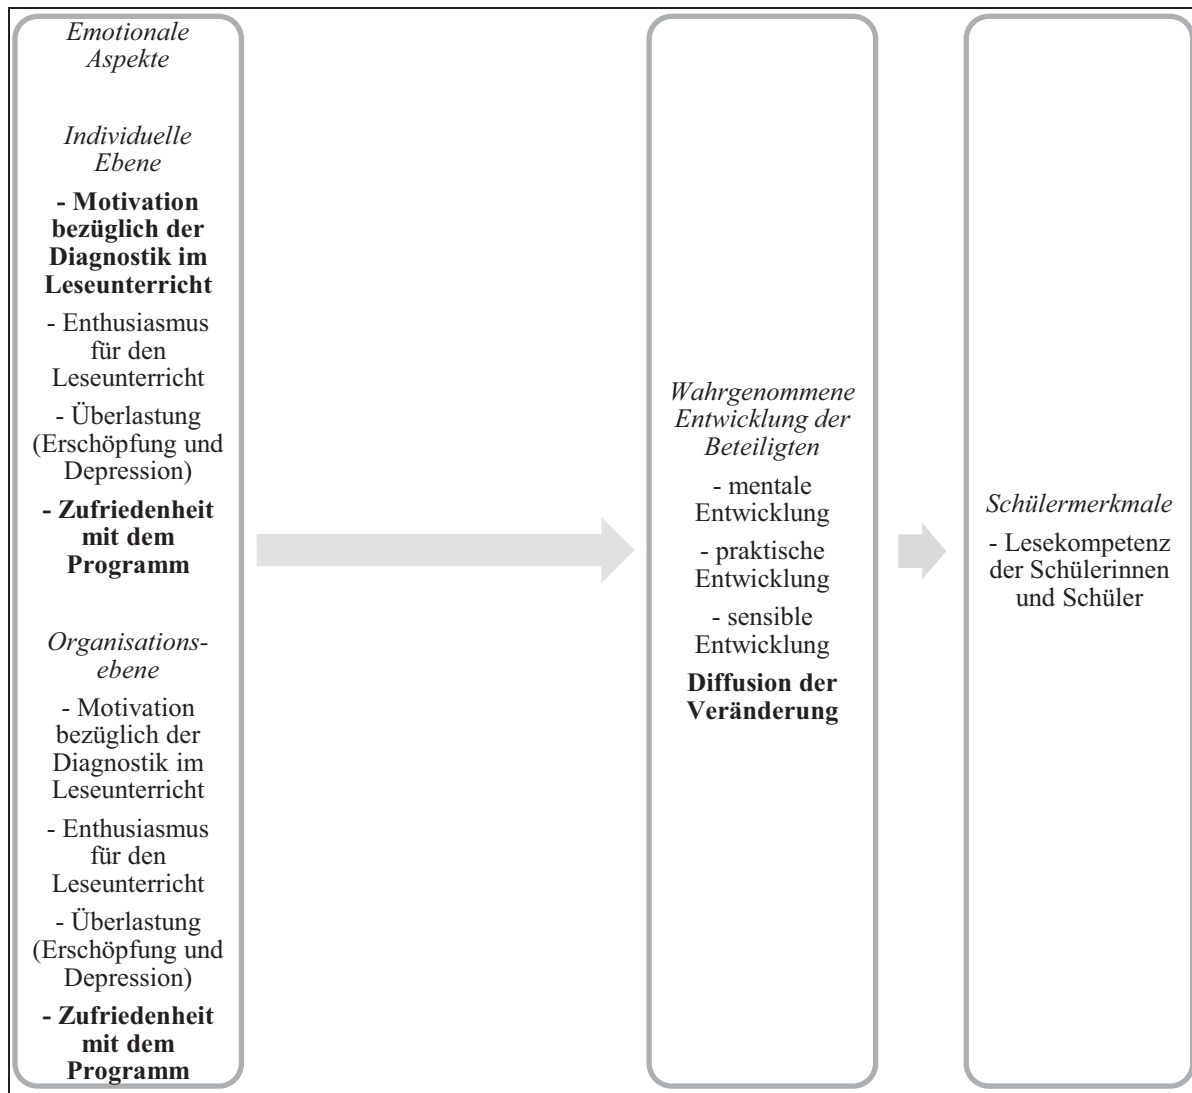 Emotionale
Aspekte
Individuelle
Ebene
- Motivation
bezüglich der
Diagnostik im
Leseunterricht
- Enthusiasmus
für den
Leseunterricht
- Überlastung
(Erschöpfung und
Depression)
- Zufriedenheit
mit dem
Programm
Organisations-
ebene
- Motivation
bezüglich der
Diagnostik im
Leseunterricht
- Enthusiasmus
für den
Leseunterricht
- Überlastung
(Erschöpfung und
Depression)
- Zufriedenheit
mit dem
Programm
Wahrgenommene
Entwicklung der
Beteiligten
- mentale
Entwicklung
- praktische
Entwicklung
- sensible
Entwicklung
Diffusion der
Veränderung
Schülermerkmale
- Lesekompetenz
der Schülerinnen
und Schüler